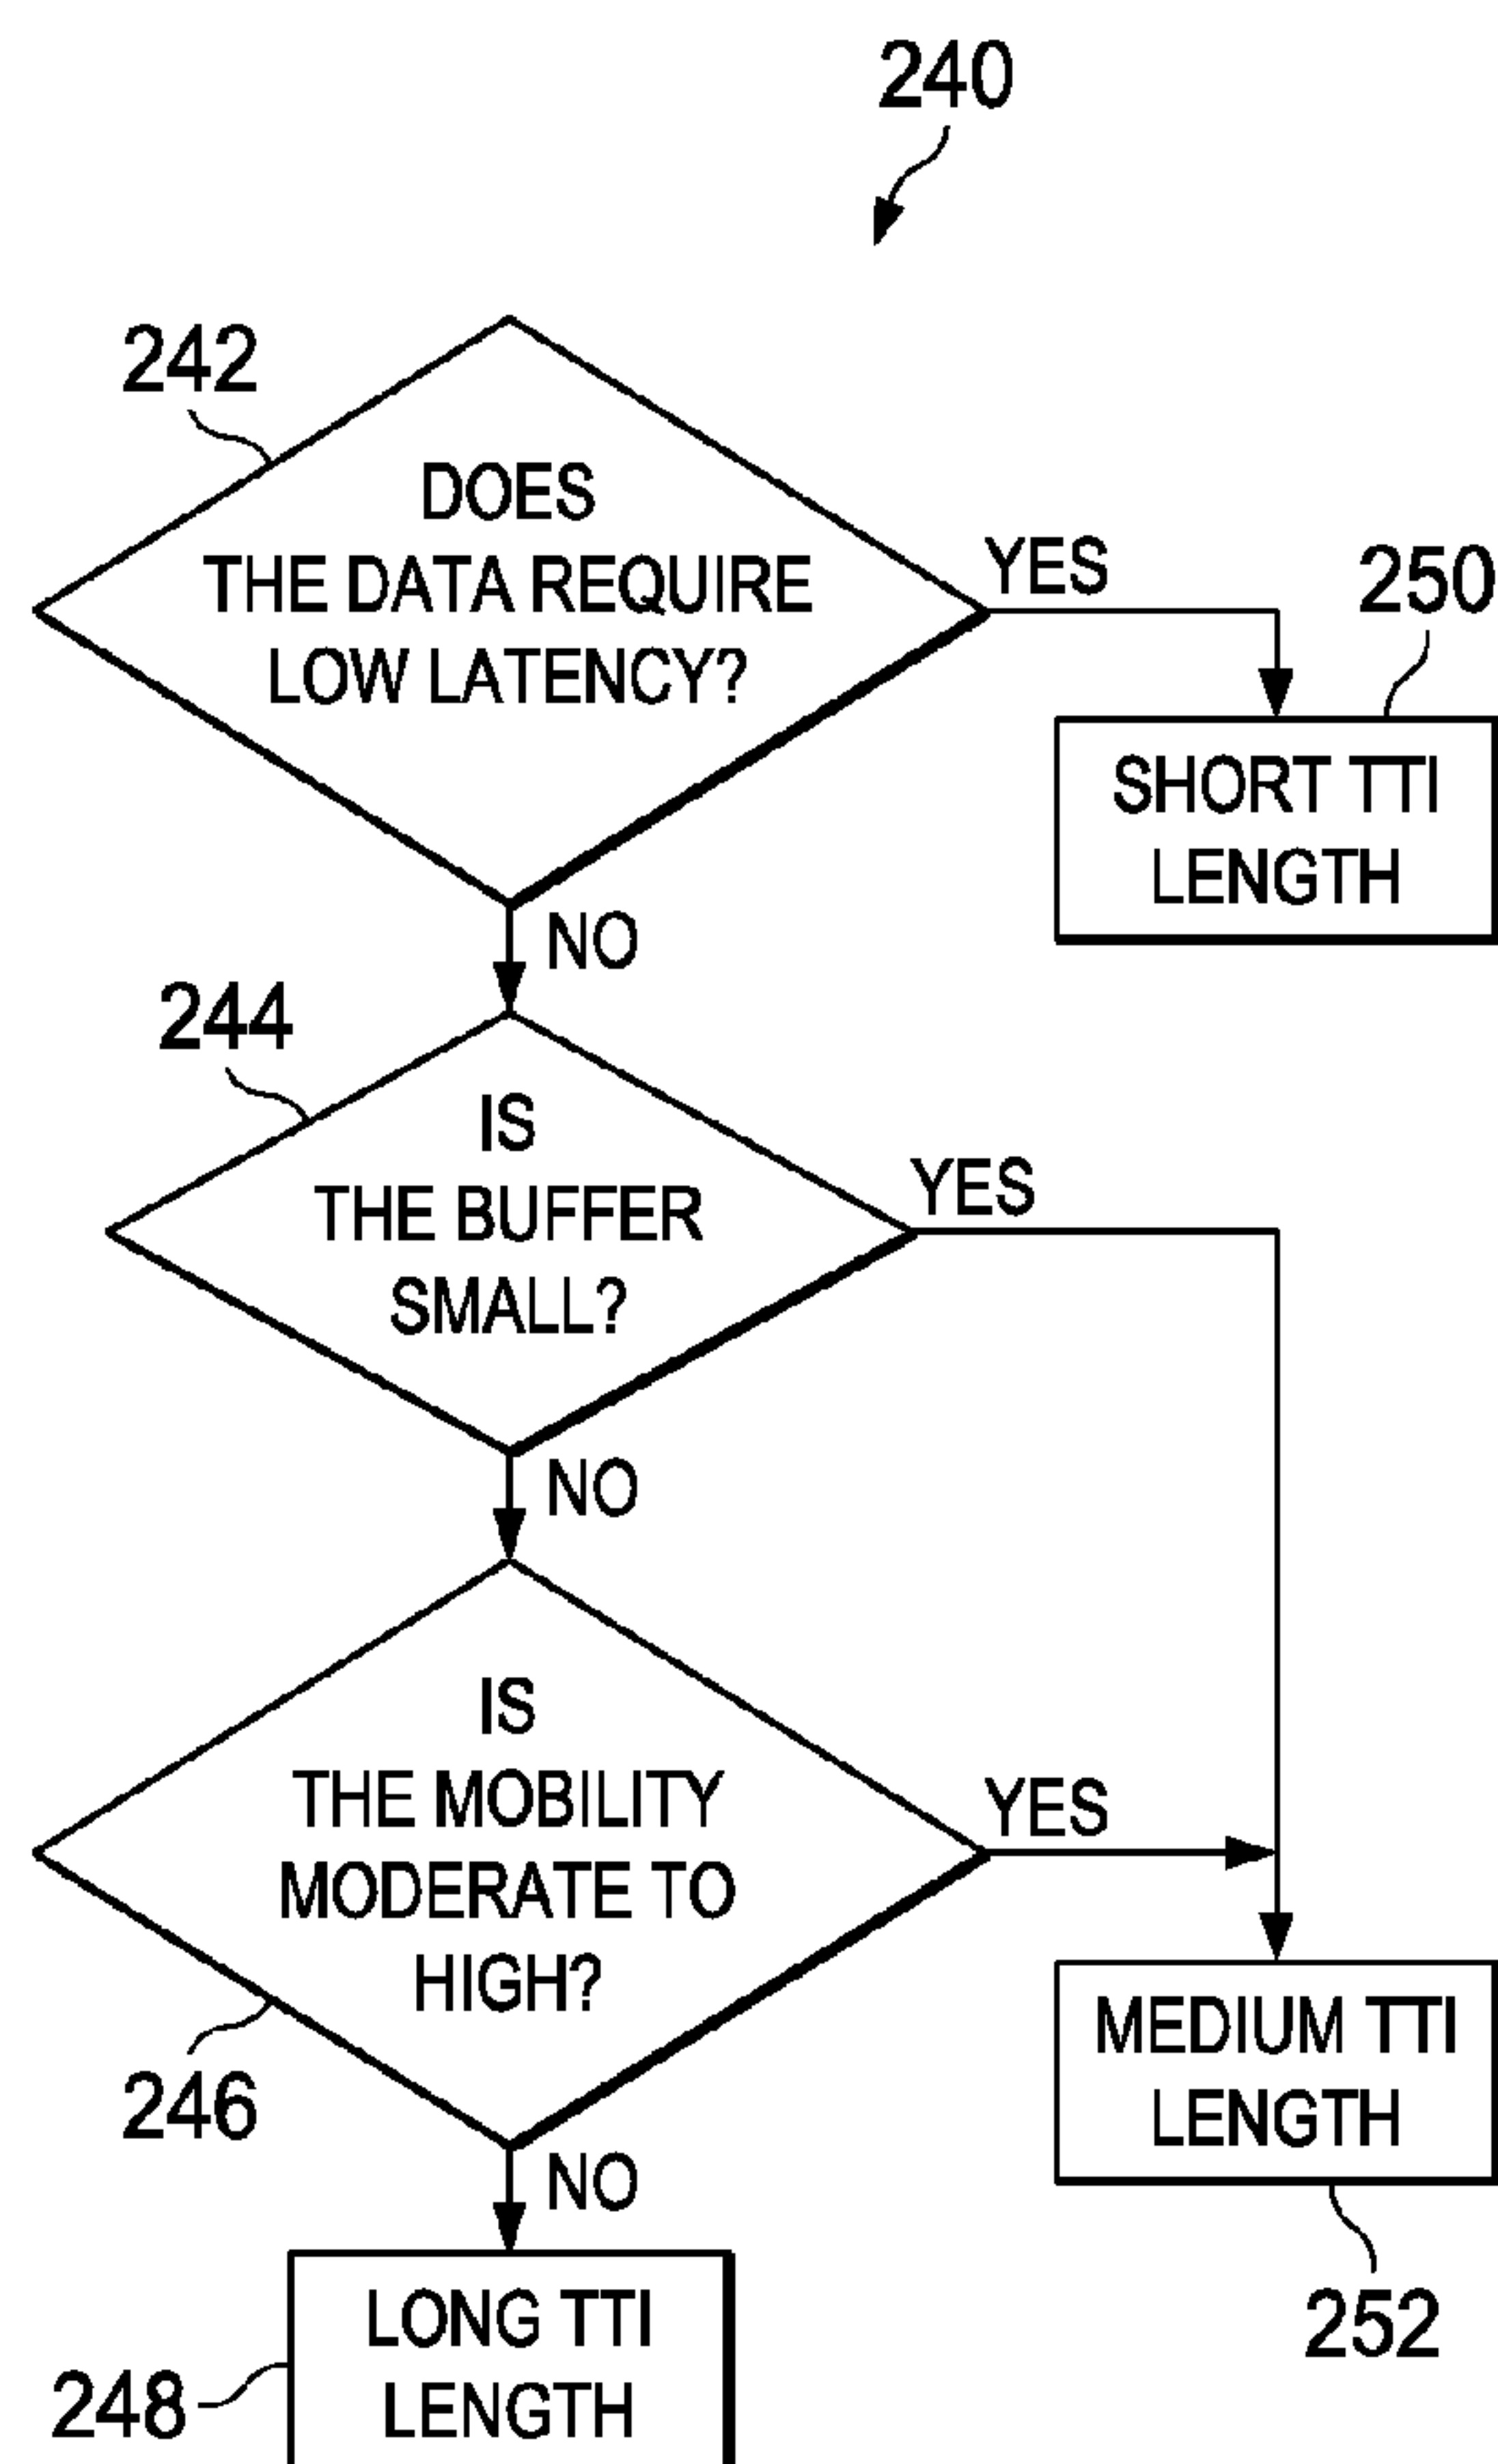 240
242
DOES
THE DATA REQUIRE
LOW LATENCY?
YES
250
SHORT TTI
LENGTH
NO
244
IS
THE BUFFER
SMALL?
YES
NO
IS
THE MOBILITY
MODERATE TO
HIGH?
YES
246
MEDIUM TTI
LENGTH
252
NO
LONG TTI
LENGTH
248